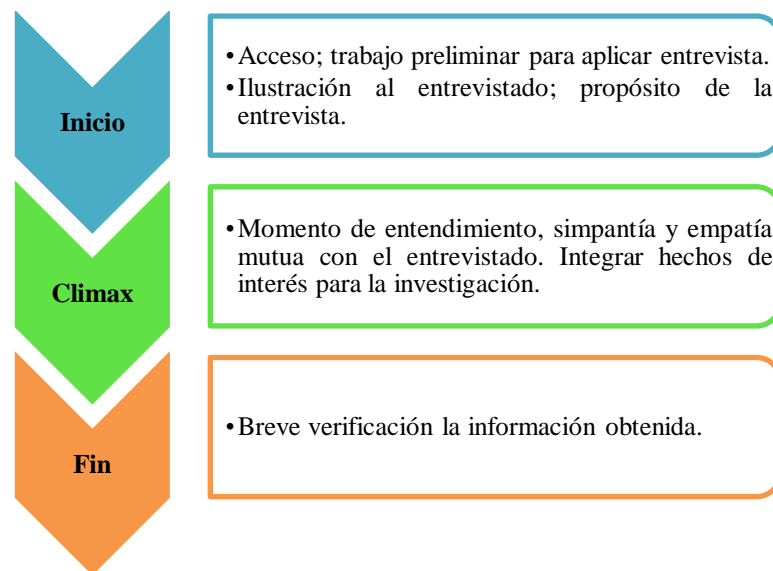 Inicio
•Acceso; trabajo preliminar para aplicar entrevista.
•Ilustración al entrevistado; propósito de la
entrevista.
Climax
•Momento de entendimiento, simpantía y empatía
mutua con el entrevistado. Integrar hechos de
interés para la investigación.
Fin
•Breve verificación la información obtenida.